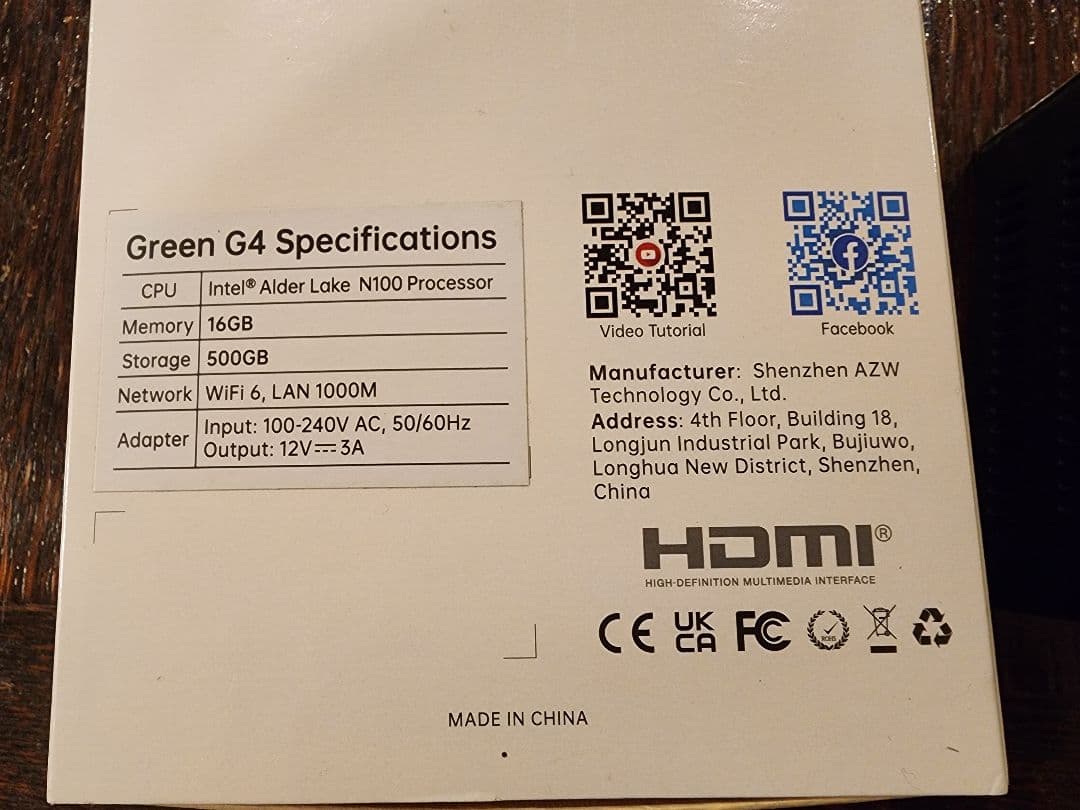 Green G4 Specifications
CPU Intel® Alder Lake N100 Processor
Memory 16GB
Storage 500GB
Network WiFi 6, LAN 1000M
Adapter Input: 100-240V AC, 50/60Hz
Output: 12V⎓3A
Video Tutorial
Facebook
Manufacturer: Shenzhen AZW
Technology Co., Ltd.
Address: 4th Floor, Building 18,
Longjun Industrial Park, Bujiuwo,
Longhua New District, Shenzhen,
China
HDMI®
HIGH-DEFINITION MULTIMEDIA INTERFACE
CE UK CA FC ROHS
MADE IN CHINA